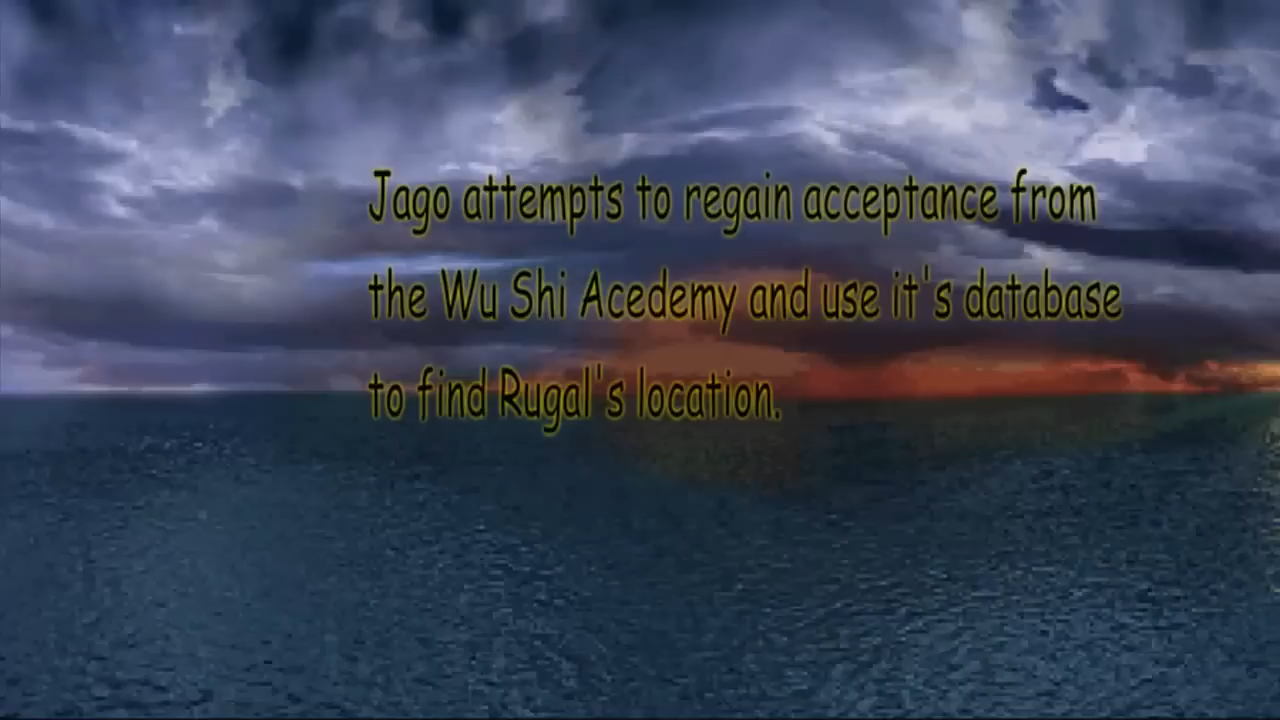 Jago attempts to regain acceptance from
the Wu Shi Acedemy and use it's database
to find Rugal's location.